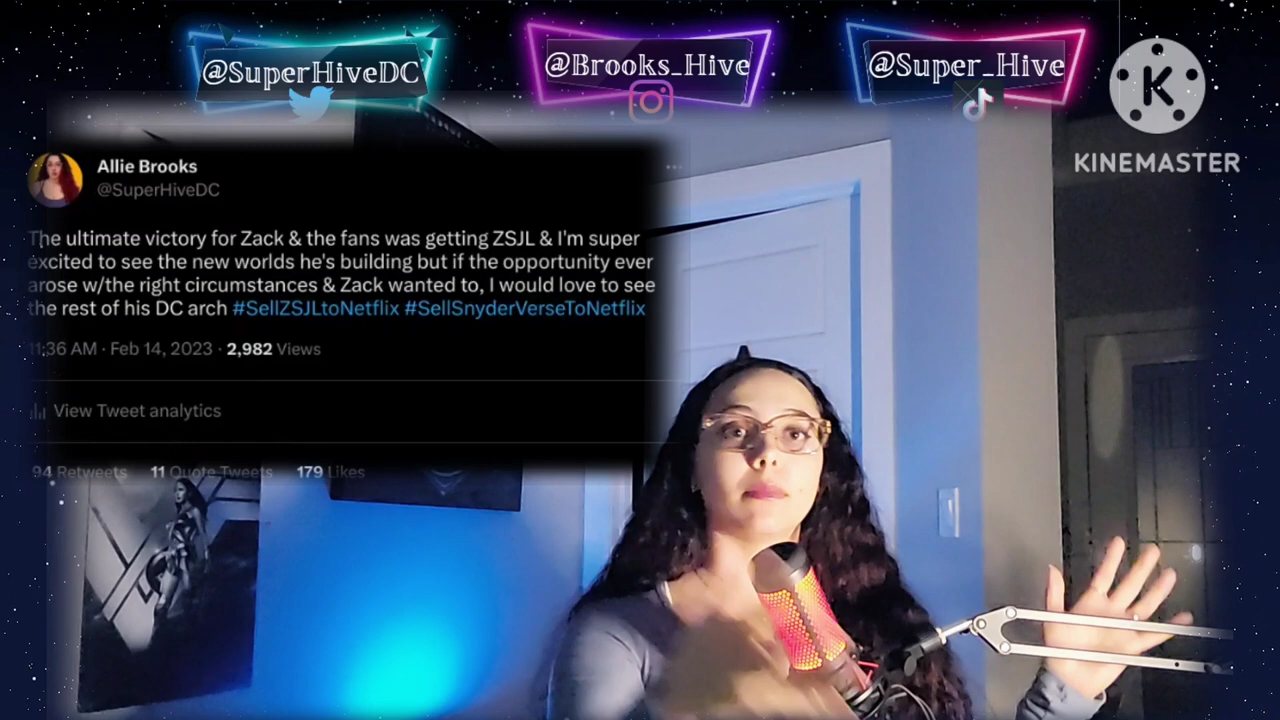 @SuperHiveDC
@Brooks_Hive
@Super_Hive
K
KINEMASTER
Allie Brooks
@SuperHiveDC
The ultimate victory for Zack & the fans was getting ZSJL & I'm super
excited to see the new worlds he's building but if the opportunity ever
arose w/the right circumstances & Zack wanted to, I would love to see
the rest of his DC arch #SellZSJLtoNetflix #SellSnyderVerseToNetflix
11:36 AM · Feb 14, 2023 · 2,982 Views
View Tweet analytics
94 Retweets 11 Quote Tweets 179 Likes